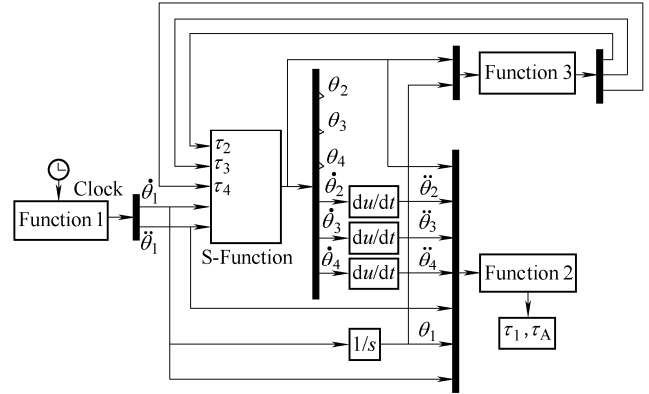 Function 3
θ₂
θ₃
θ₄
τ₂
τ₃
τ₄
Clock
Function 1
θ̇₁
θ̈₁
S-Function
θ̇₂
du/dt
θ̈₂
θ̇₃
du/dt
θ̈₃
θ̇₄
du/dt
θ̈₄
Function 2
τ₁ , τ_A
1/s
θ₁